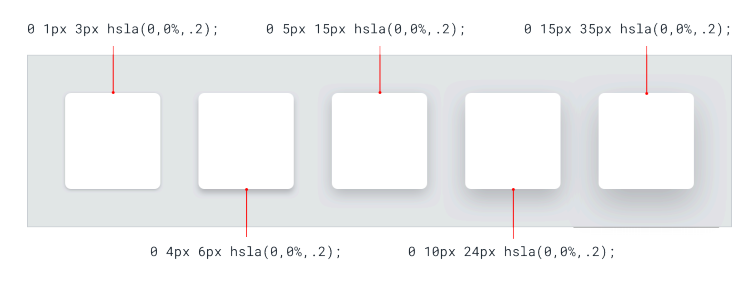 0 1px 3px hsla(0,0%,.2);
0 5px 15px hsla(0,0%,.2);
0 15px 35px hsla(0,0%,.2);
0 4px 6px hsla(0,0%,.2);
0 10px 24px hsla(0,0%,.2);